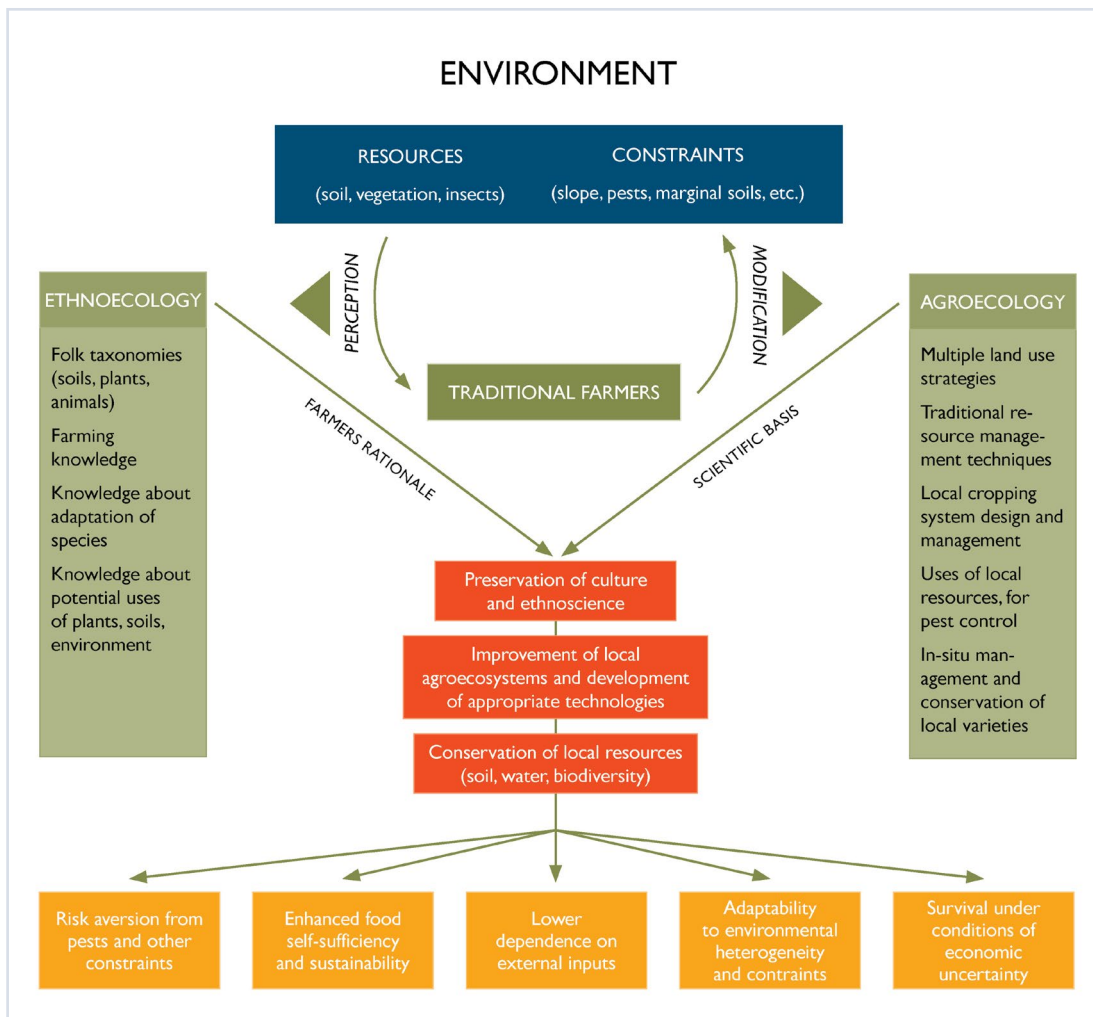 ENVIRONMENT
RESOURCES
(soil, vegetation, insects)
CONSTRAINTS
(slope, pests, marginal soils, etc.)
PERCEPTION
MODIFICATION
TRADITIONAL FARMERS
ETHNOECOLOGY
Folk taxonomies
(soils, plants,
animals)
Farming
knowledge
Knowledge about
adaptation of
species
Knowledge about
potential uses
of plants, soils,
environment
FARMERS RATIONALE
SCIENTIFIC BASIS
AGROECOLOGY
Multiple land use
strategies
Traditional re-
source manage-
ment techniques
Local cropping
system design and
management
Uses of local
resources, for
pest control
In-situ man-
agement and
conservation of
local varieties
Preservation of culture
and ethnoscience
Improvement of local
agroecosystems and development
of appropriate technologies
Conservation of local resources
(soil, water, biodiversity)
Risk aversion from
pests and other
constraints
Enhanced food
self-sufficiency
and sustainability
Lower
dependence on
external inputs
Adaptability
to environmental
heterogeneity
and contraints
Survival under
conditions of
economic
uncertainty